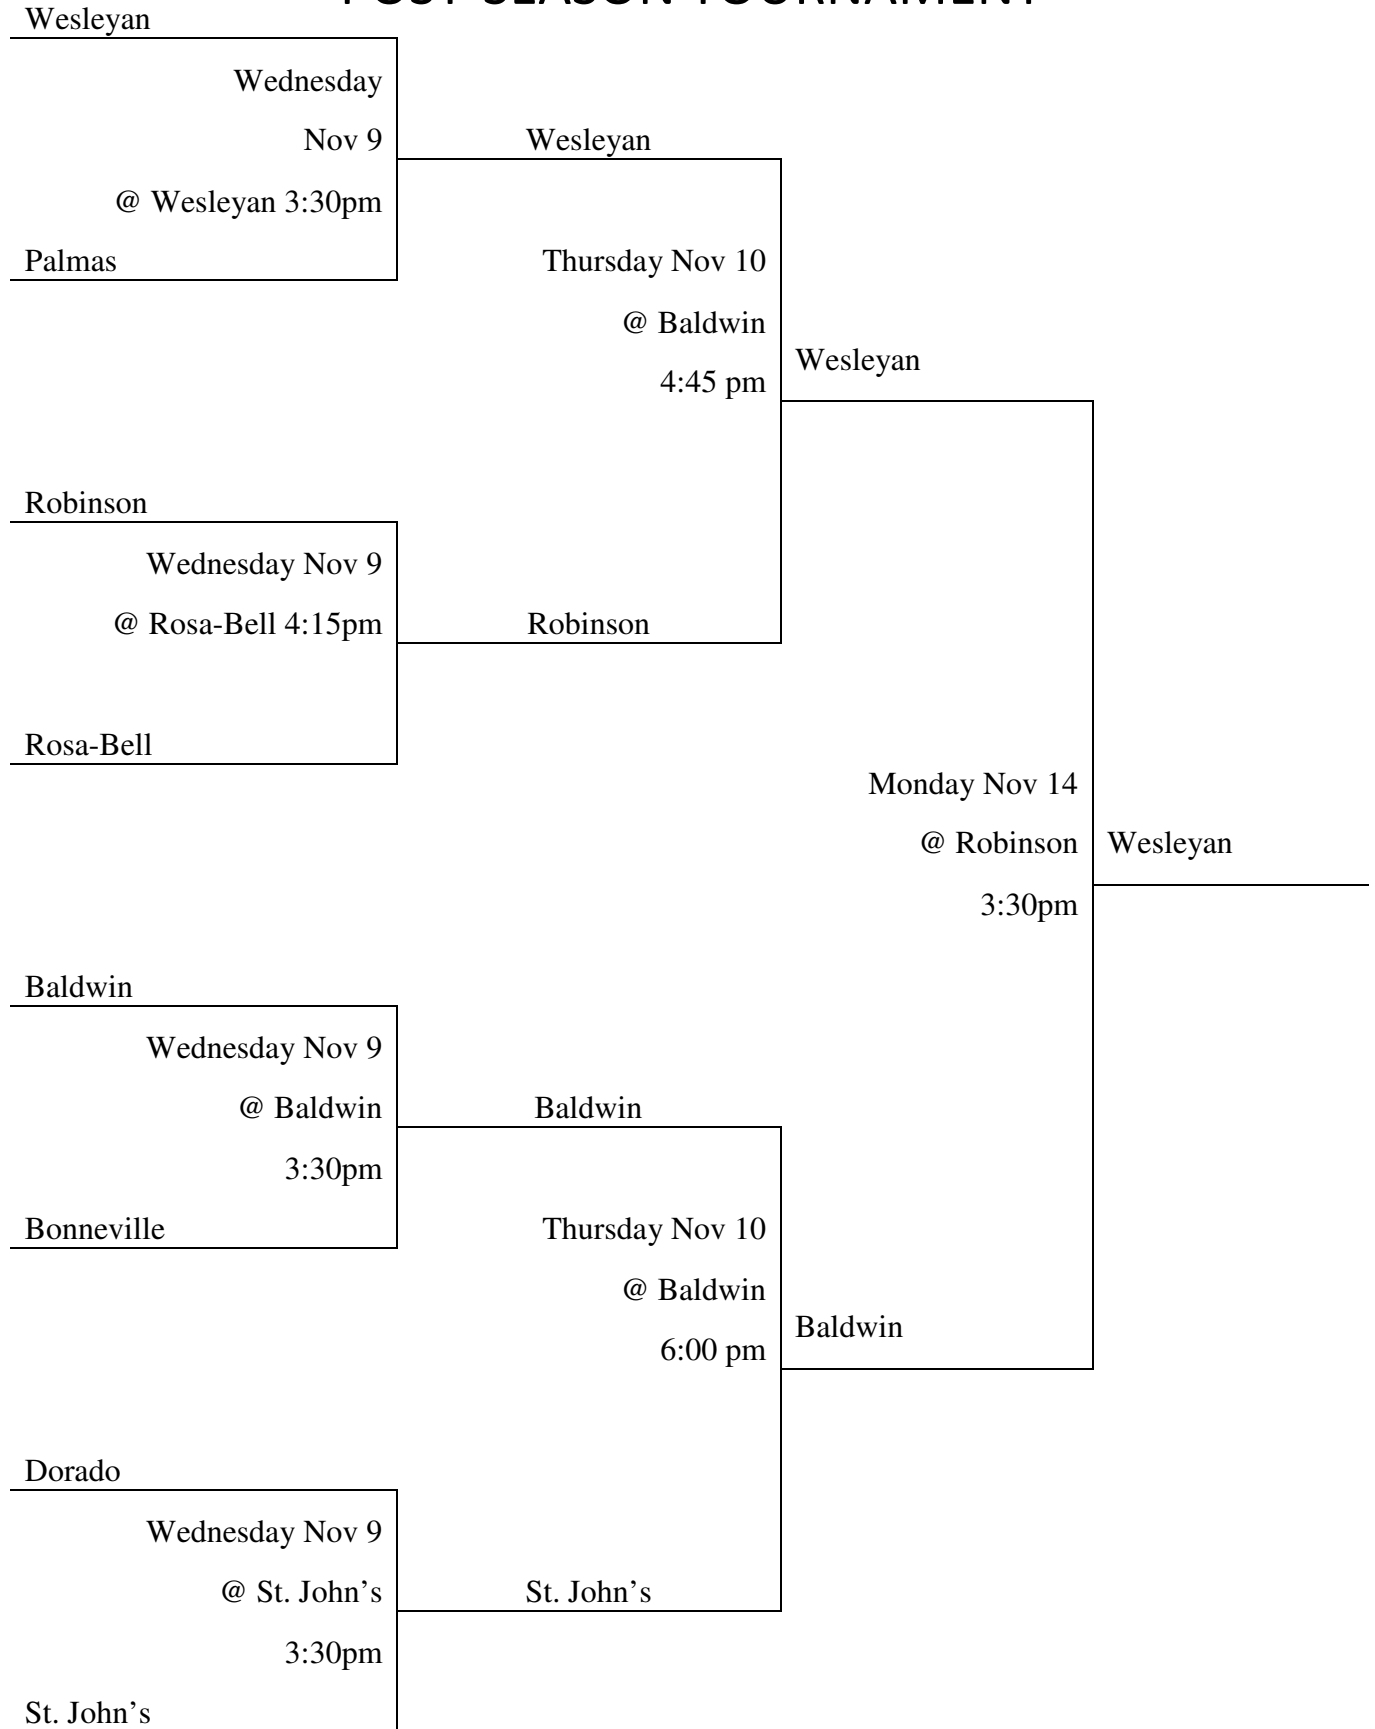 POST SEASON TOURNAMENT
Wesleyan
Wednesday
Nov 9
@ Wesleyan 3:30pm
Palmas
Wesleyan
Thursday Nov 10
@ Baldwin
4:45 pm
Wesleyan
Robinson
Wednesday Nov 9
@ Rosa-Bell 4:15pm
Rosa-Bell
Robinson
Monday Nov 14
@ Robinson
3:30pm
Wesleyan
Baldwin
Wednesday Nov 9
@ Baldwin
3:30pm
Bonneville
Baldwin
Thursday Nov 10
@ Baldwin
6:00 pm
Baldwin
Dorado
Wednesday Nov 9
@ St. John’s
3:30pm
St. John’s
St. John’s